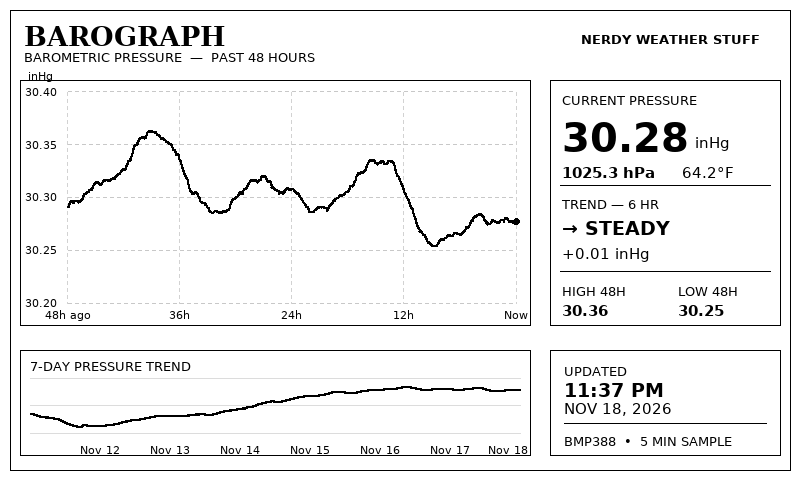 BAROGRAPH
BAROMETRIC PRESSURE — PAST 48 HOURS
NERDY WEATHER STUFF
inHg
30.40
30.35
30.30
30.25
30.20
48h ago 36h 24h 12h Now
CURRENT PRESSURE
30.28 inHg
1025.3 hPa 64.2°F
TREND — 6 HR
→ STEADY
+0.01 inHg
HIGH 48H LOW 48H
30.36 30.25
7-DAY PRESSURE TREND
Nov 12 Nov 13 Nov 14 Nov 15 Nov 16 Nov 17 Nov 18
UPDATED
11:37 PM
NOV 18, 2026
BMP388 • 5 MIN SAMPLE